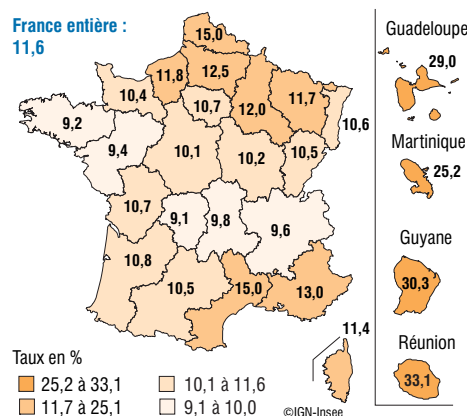 France entière :
11,6
15,0
11,8
12,5
10,4
10,7
12,0
11,7
10,6
9,2
9,4
10,1
10,2
10,5
10,7
9,1
9,8
9,6
10,8
10,5
15,0
13,0
11,4
Guadeloupe
29,0
Martinique
25,2
Guyane
30,3
Réunion
33,1
Taux en %
25,2 à 33,1
11,7 à 25,1
10,1 à 11,6
9,1 à 10,0
©IGN-Insee